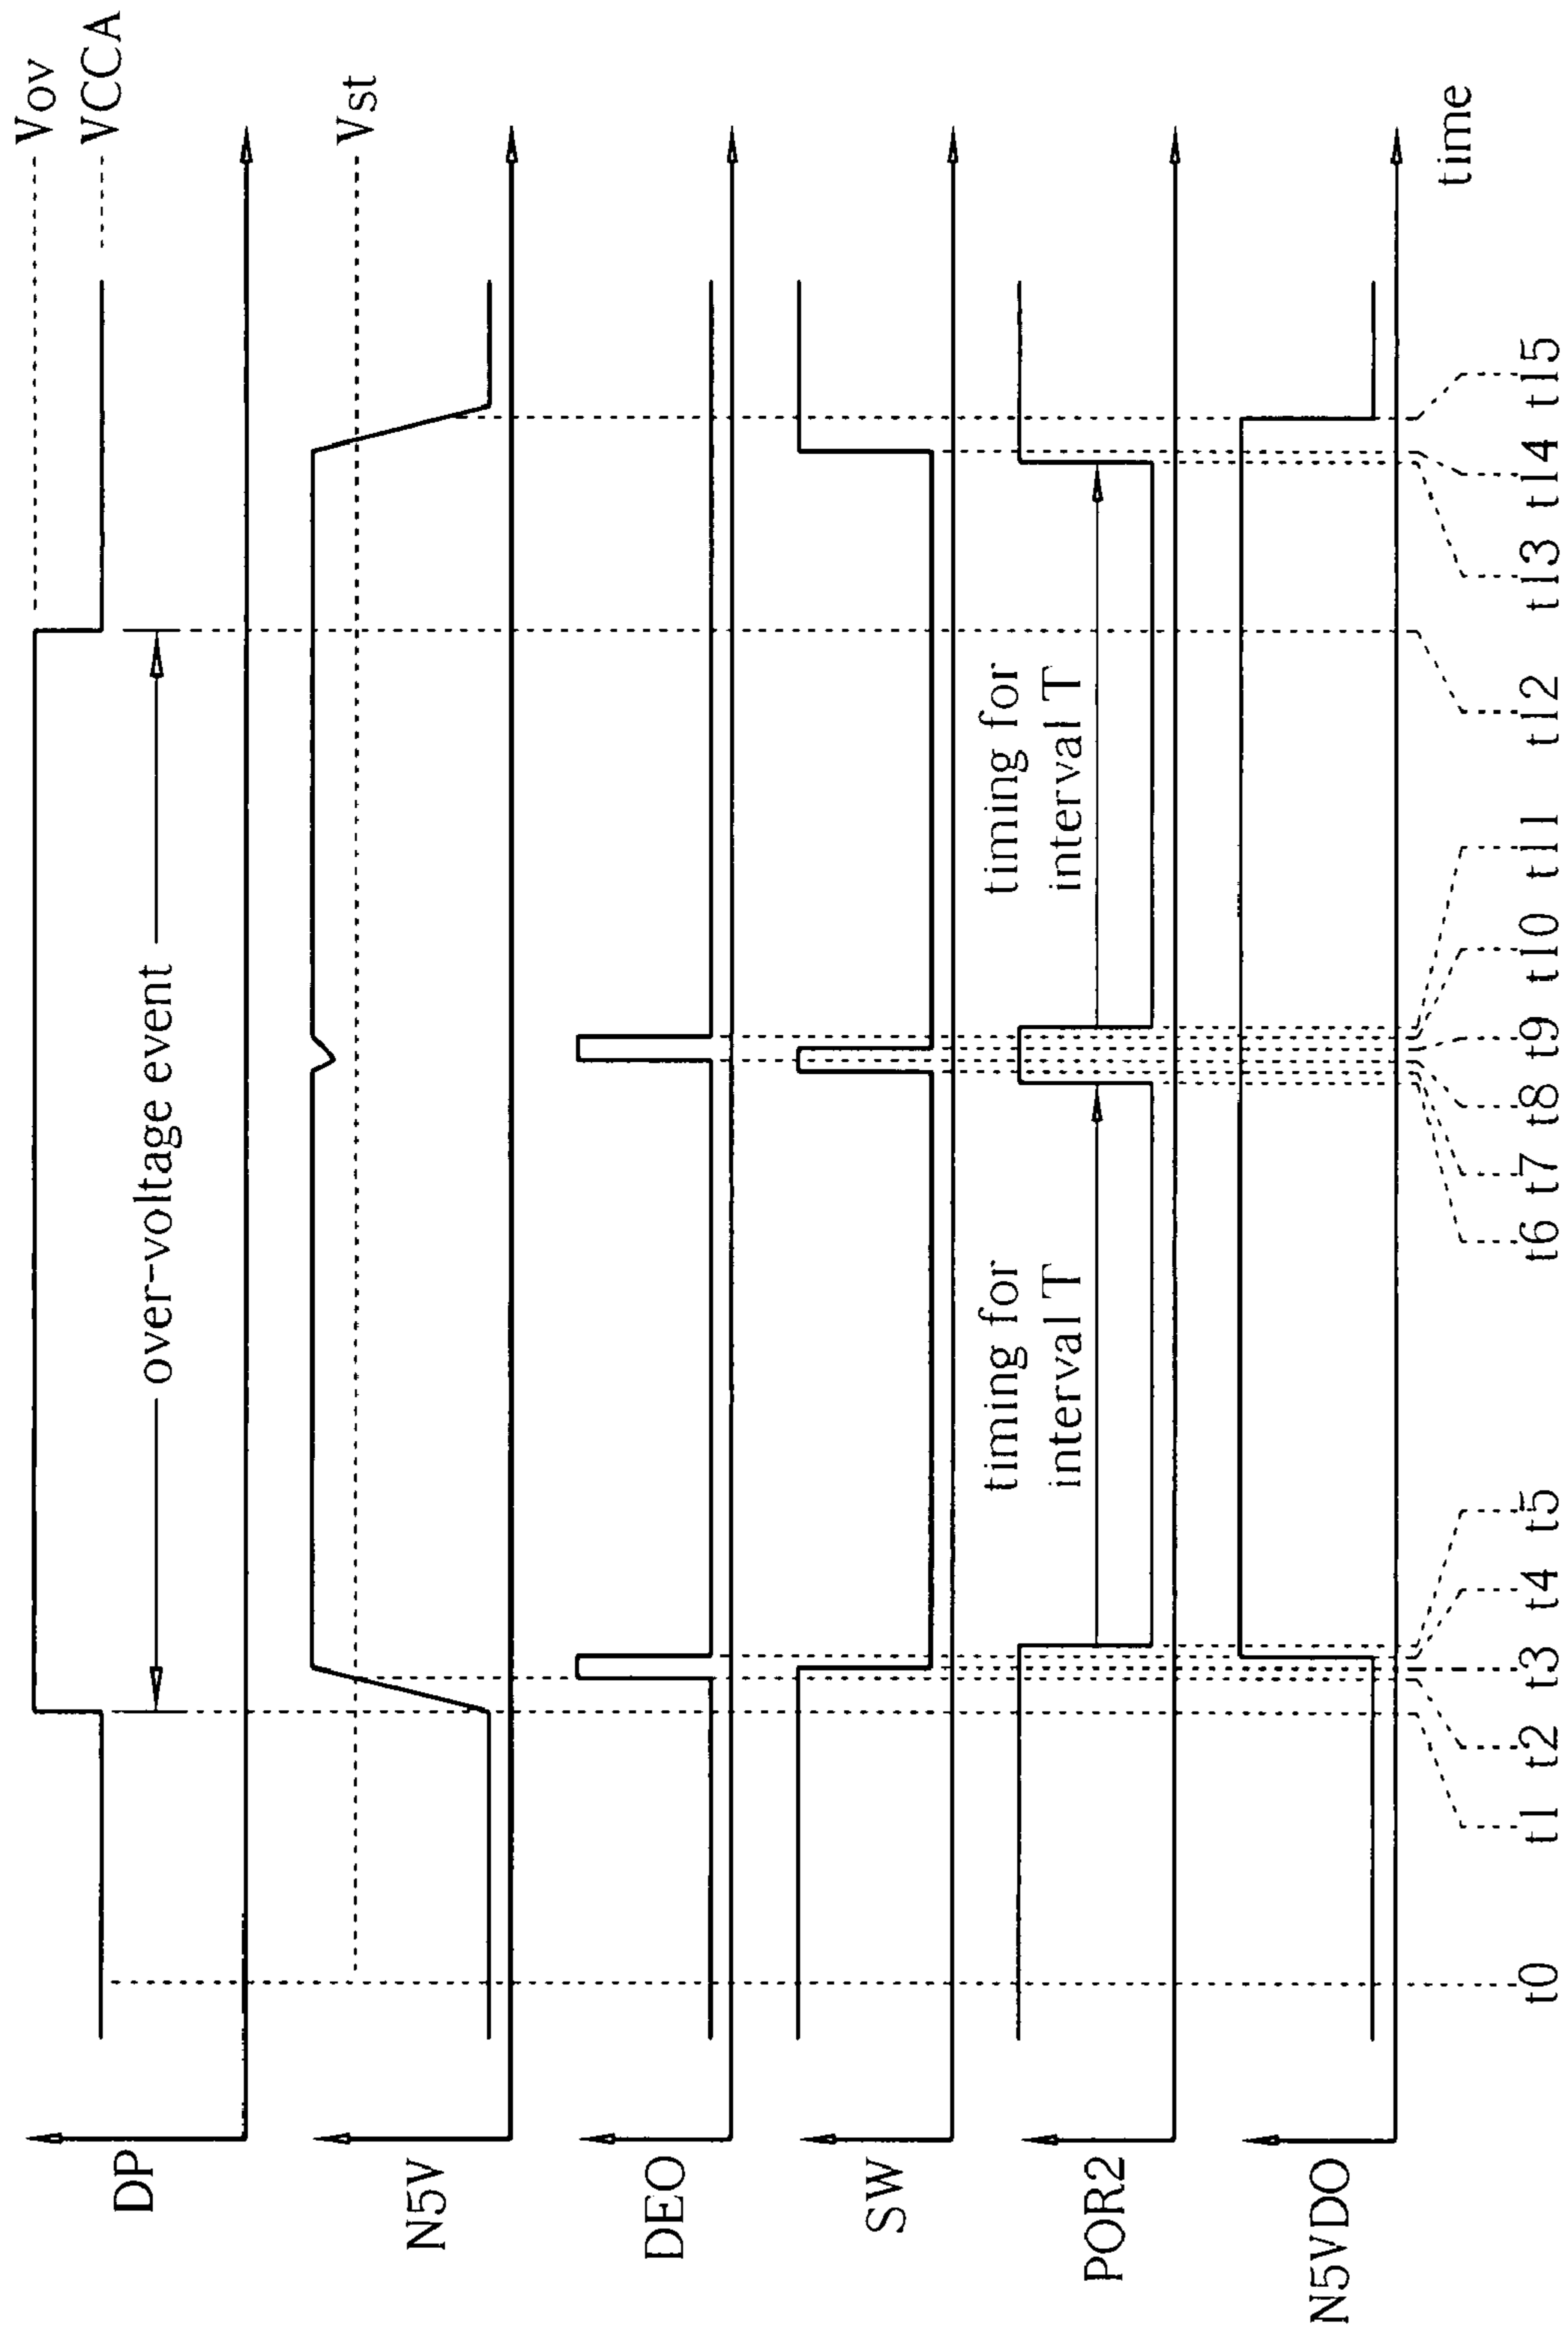 Vov
VCCA
DP
over-voltage event
Vst
N5V
DEO
SW
timing for
interval T
timing for
interval T
POR2
N5VDO
time
t0
t1
t2
t3
t4
t5
t6
t7
t8
t9
t10
t11
t12
t13
t14
t15